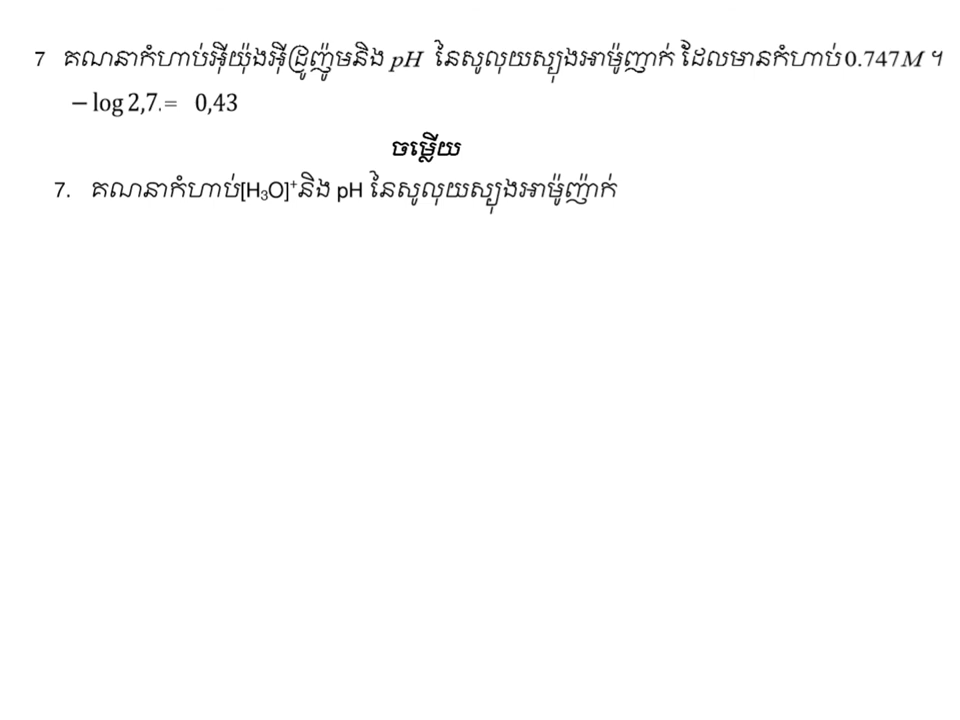 7 គណនាកំហាប់អ៊ីយ៉ុងអ៊ីដ្រូញ៉ូមនិង pH នៃសូលុយស្យុងអាម៉ូញាក់ ដែលមានកំហាប់0.747M ។
− log 2,7.= 0,43
ចម្លើយ
7. គណនាកំហាប់[H₃O]⁺និង pH នៃសូលុយស្យុងអាម៉ូញ៉ាក់